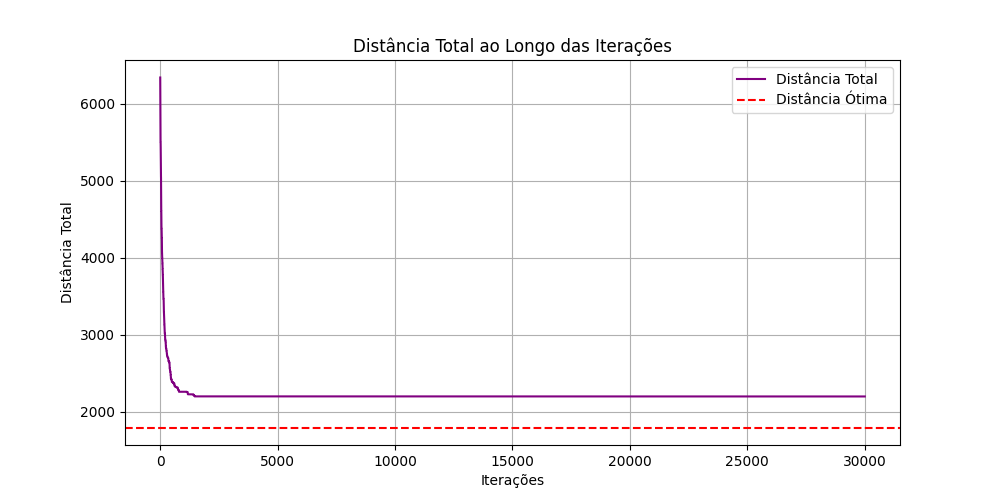 Distância Total ao Longo das Iterações
Distância Total
Distância Ótima
Distância Total
6000
5000
4000
3000
2000
0
5000
10000
15000
20000
25000
30000
Iterações